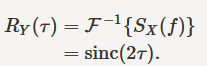 R_Y(τ) = ℱ⁻¹{S_X(f)}
= sinc(2τ).